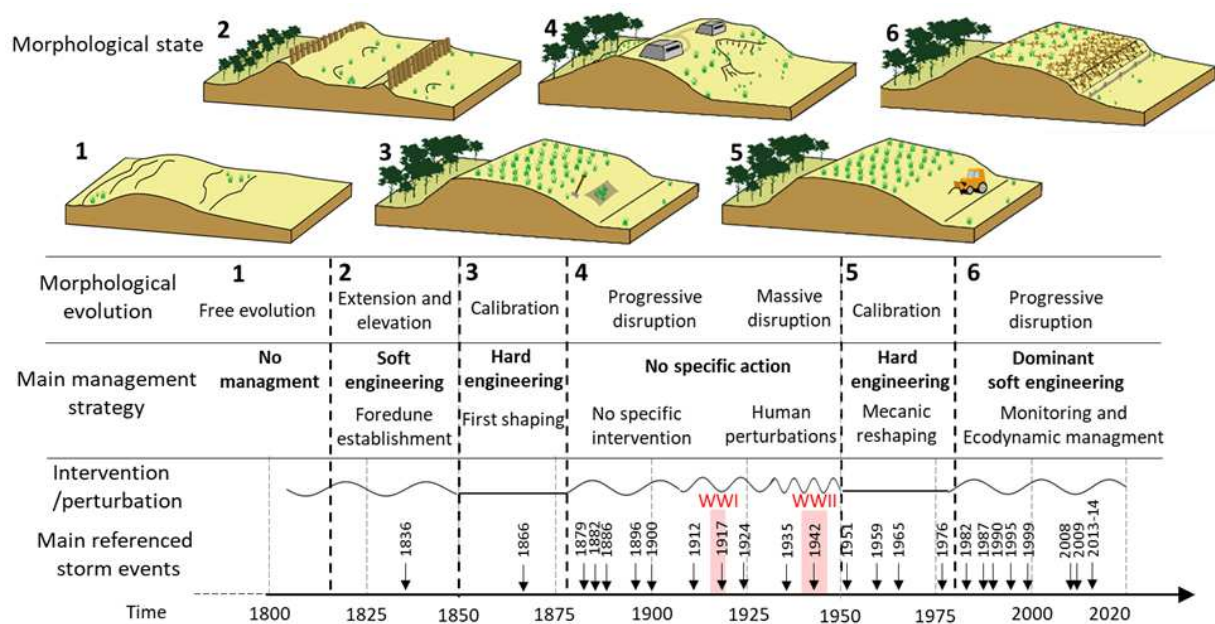 Morphological state
2
4
6
1
3
5
Morphological
evolution
1
Free evolution
2
Extension and
elevation
3
Calibration
4
Progressive
disruption
Massive
disruption
5
Calibration
6
Progressive
disruption
Main management
strategy
No
managment
Soft
engineering
Foredune
establishment
Hard
engineering
First shaping
No specific action
No specific
intervention
Human
perturbations
Hard
engineering
Mecanic
reshaping
Dominant
soft engineering
Monitoring and
Ecodynamic managment
Intervention
/perturbation
WWI
WWII
Main referenced
storm events
1836
1866
1879
1882
1886
1896
1900
1912
1917
1924
1935
1942
1951
1959
1965
1976
1982
1987
1990
1995
1999
2008
2009
2013-14
Time
1800
1825
1850
1875
1900
1925
1950
1975
2000
2020